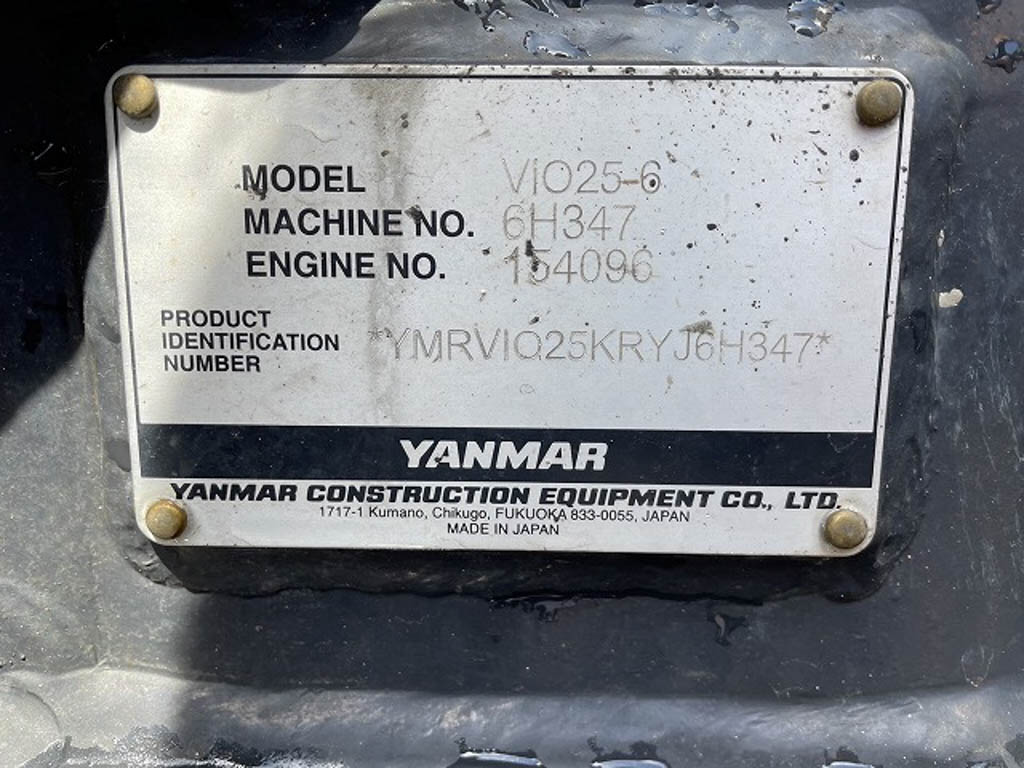 MODEL ViO25-6
MACHINE NO. 6H347
ENGINE NO. 154096
PRODUCT
IDENTIFICATION *YMRVIO25KRYJ6H347*
NUMBER
YANMAR
YANMAR CONSTRUCTION EQUIPMENT CO., LTD.
1717-1 Kumano, Chikugo, FUKUOKA 833-0055, JAPAN
MADE IN JAPAN